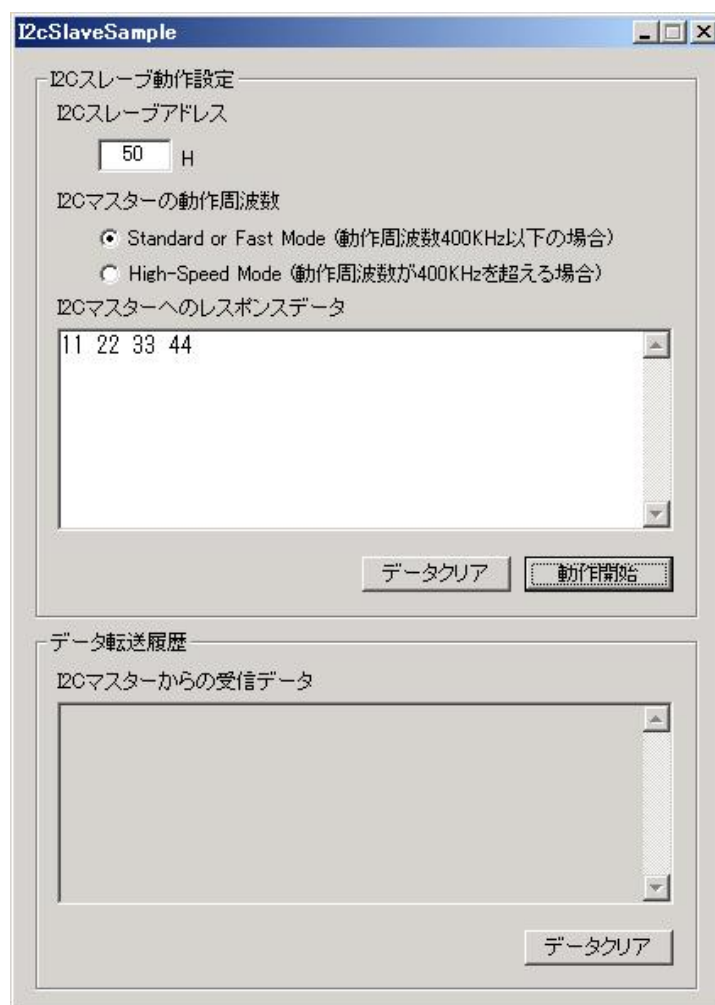 I2cSlaveSample
I2Cスレーブ動作設定
I2Cスレーブアドレス
50 H
I2Cマスターの動作周波数
Standard or Fast Mode (動作周波数400KHz以下の場合)
High-Speed Mode (動作周波数が400KHzを超える場合)
I2Cマスターへのレスポンスデータ
11 22 33 44
データクリア 動作開始
データ転送履歴
I2Cマスターからの受信データ
データクリア